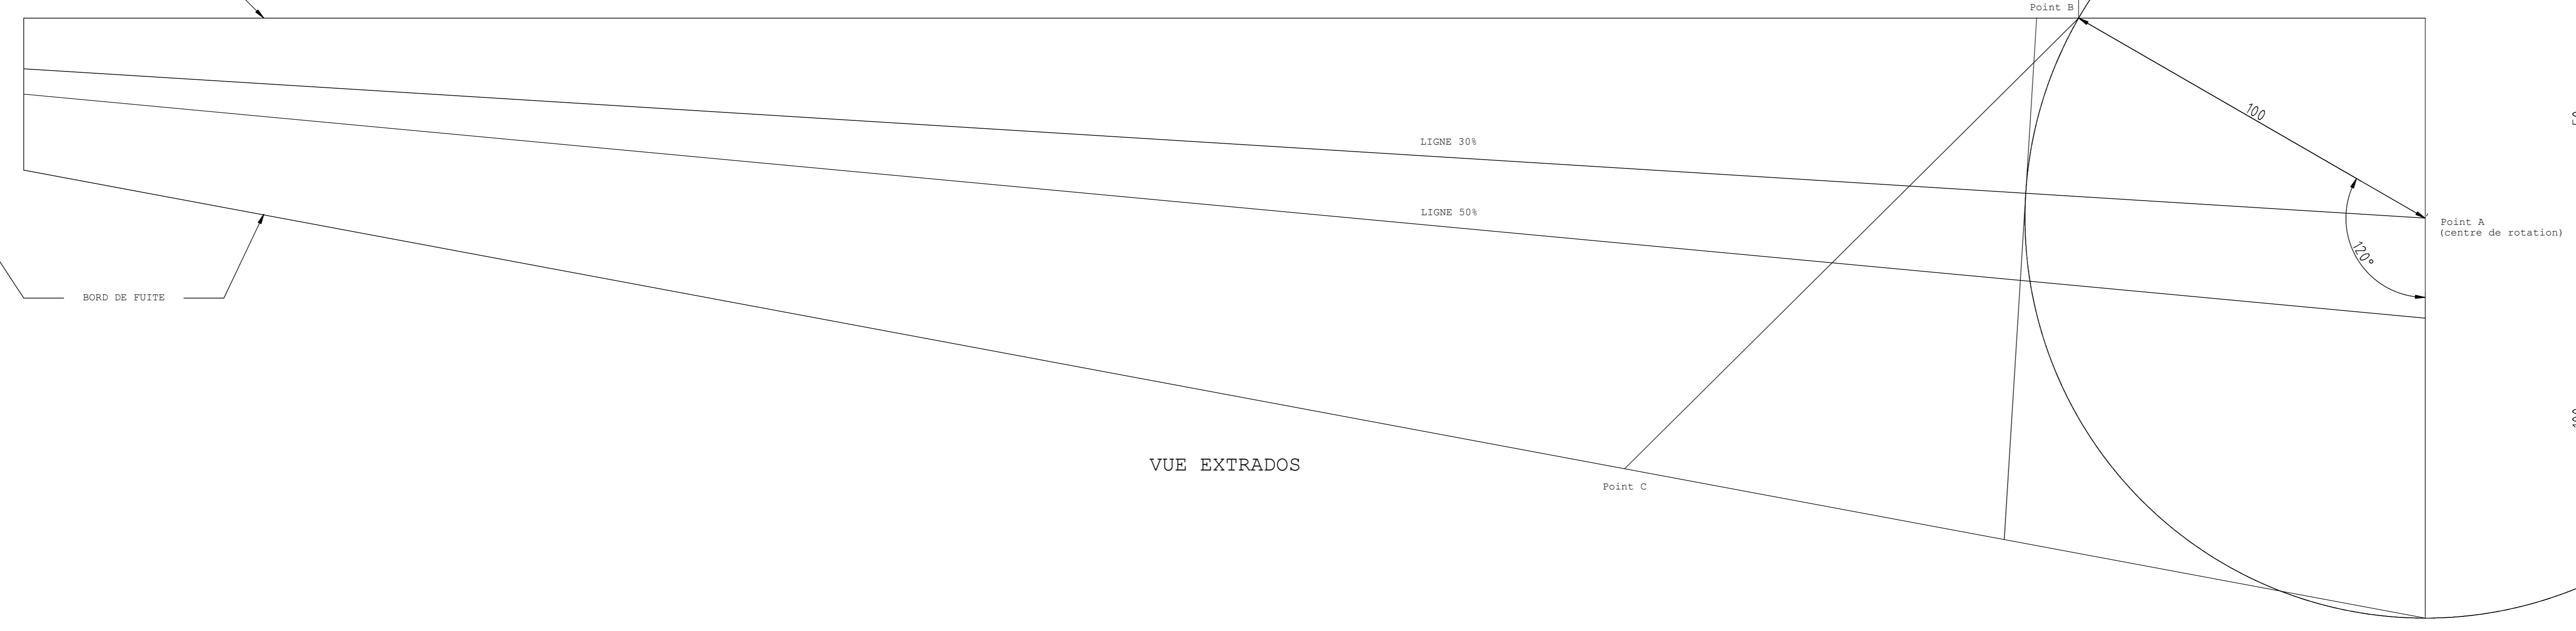 Point B
100
LIGNE 30%
LIGNE 50%
Point A
(centre de rotation)
120°
BORD DE FUITE
VUE EXTRADOS
Point C